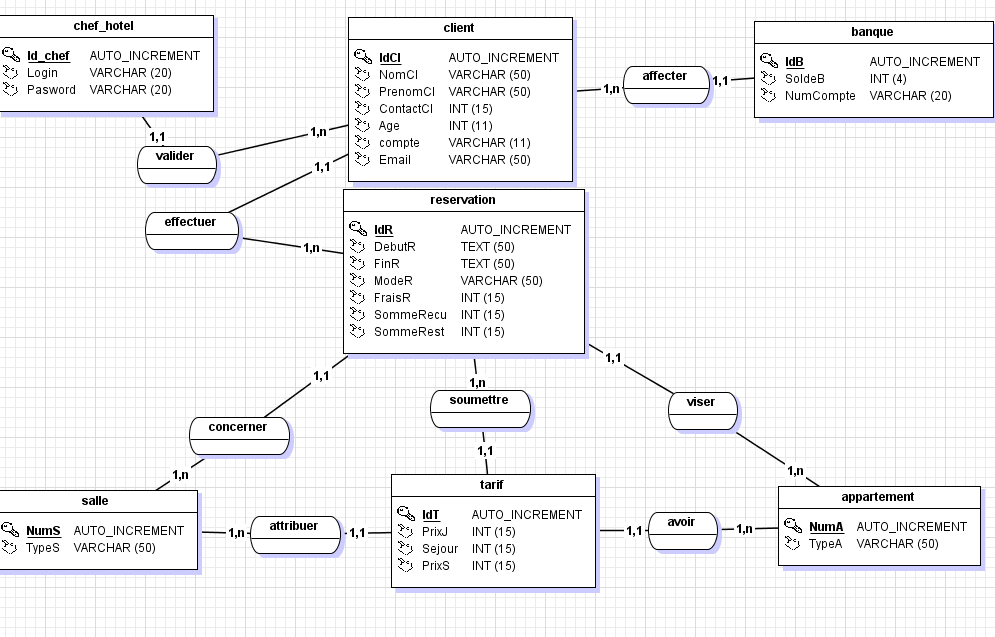 chef_hotel
Id_chef AUTO_INCREMENT
Login VARCHAR (20)
Pasword VARCHAR (20)
client
IdCl AUTO_INCREMENT
NomCl VARCHAR (50)
PrenomCl VARCHAR (50)
ContactCl INT (15)
Age INT (11)
compte VARCHAR (11)
Email VARCHAR (50)
banque
IdB AUTO_INCREMENT
SoldeB INT (4)
NumCompte VARCHAR (20)
1,n
affecter
1,1
1,1
valider
1,n
1,1
effectuer
1,n
reservation
IdR AUTO_INCREMENT
DebutR TEXT (50)
FinR TEXT (50)
ModeR VARCHAR (50)
FraisR INT (15)
SommeRecu INT (15)
SommeRest INT (15)
1,1
concerner
1,n
1,n
soumettre
1,1
1,1
viser
1,n
salle
NumS AUTO_INCREMENT
TypeS VARCHAR (50)
1,n
attribuer
1,1
tarif
IdT AUTO_INCREMENT
PrixJ INT (15)
Sejour INT (15)
PrixS INT (15)
1,1
avoir
1,n
appartement
NumA AUTO_INCREMENT
TypeA VARCHAR (50)